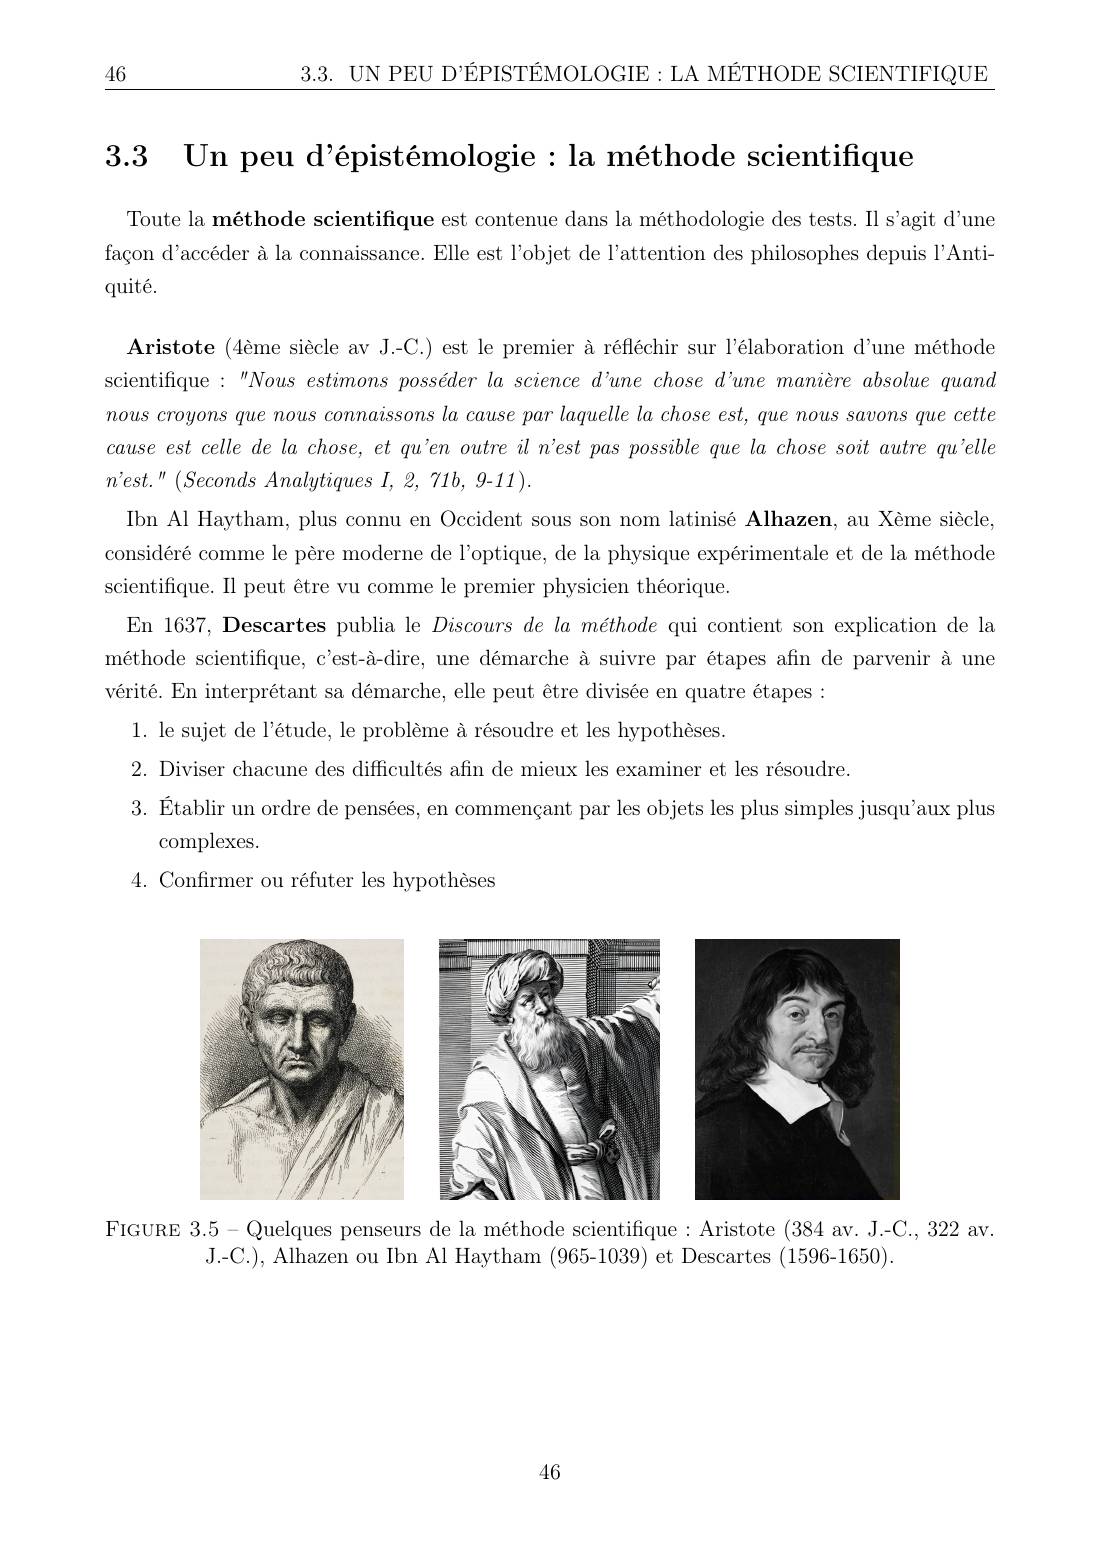 46 3.3. UN PEU D'ÉPISTÉMOLOGIE : LA MÉTHODE SCIENTIFIQUE
3.3 Un peu d'épistémologie : la méthode scientifique
Toute la méthode scientifique est contenue dans la méthodologie des tests. Il s'agit d'une
façon d'accéder à la connaissance. Elle est l'objet de l'attention des philosophes depuis l'Anti-
quité.
Aristote (4ème siècle av J.-C.) est le premier à réfléchir sur l'élaboration d'une méthode
scientifique : "Nous estimons posséder la science d'une chose d'une manière absolue quand
nous croyons que nous connaissons la cause par laquelle la chose est, que nous savons que cette
cause est celle de la chose, et qu'en outre il n'est pas possible que la chose soit autre qu'elle
n'est." (Seconds Analytiques I, 2, 71b, 9-11).
Ibn Al Haytham, plus connu en Occident sous son nom latinisé Alhazen, au Xème siècle,
considéré comme le père moderne de l'optique, de la physique expérimentale et de la méthode
scientifique. Il peut être vu comme le premier physicien théorique.
En 1637, Descartes publia le Discours de la méthode qui contient son explication de la
méthode scientifique, c'est-à-dire, une démarche à suivre par étapes afin de parvenir à une
vérité. En interprétant sa démarche, elle peut être divisée en quatre étapes :
1. le sujet de l'étude, le problème à résoudre et les hypothèses.
2. Diviser chacune des difficultés afin de mieux les examiner et les résoudre.
3. Établir un ordre de pensées, en commençant par les objets les plus simples jusqu'aux plus
complexes.
4. Confirmer ou réfuter les hypothèses
FIGURE 3.5 – Quelques penseurs de la méthode scientifique : Aristote (384 av. J.-C., 322 av.
J.-C.), Alhazen ou Ibn Al Haytham (965-1039) et Descartes (1596-1650).
46